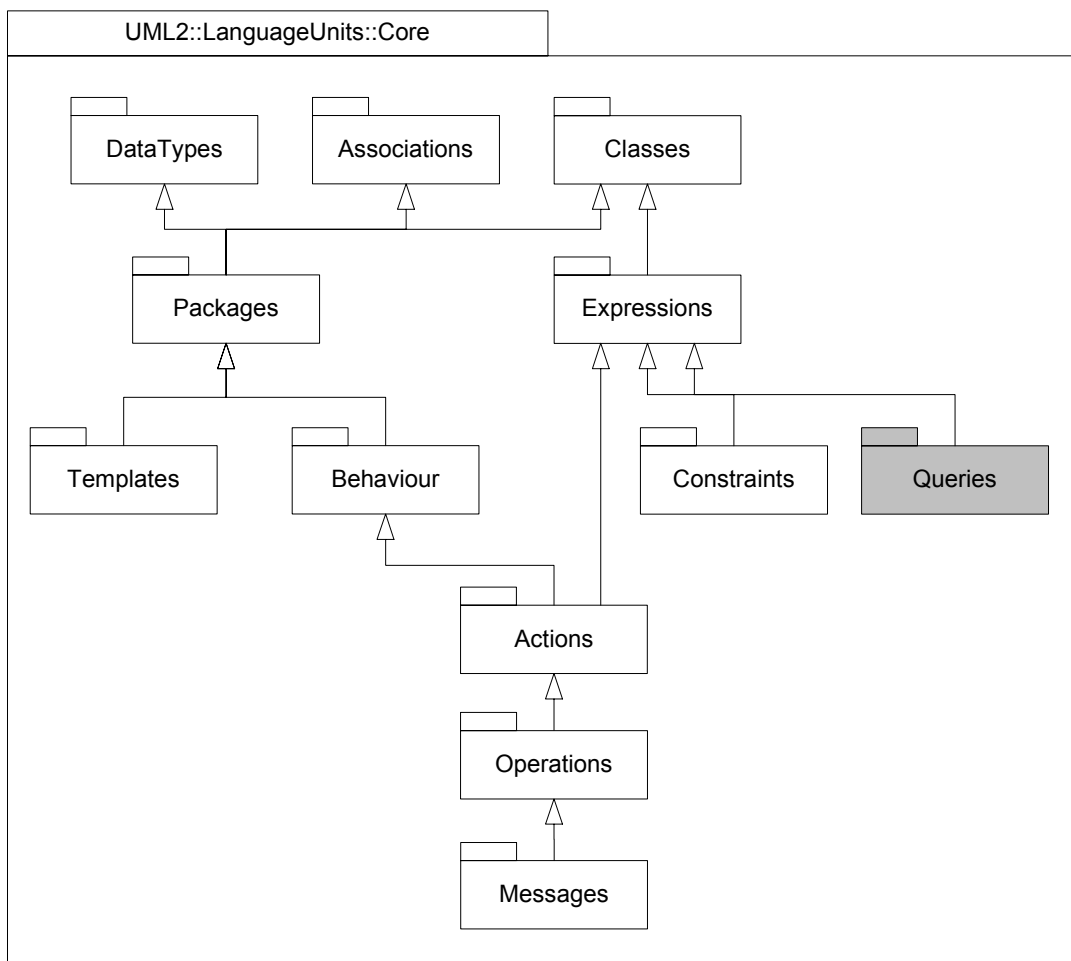 UML2::LanguageUnits::Core
DataTypes
Associations
Classes
Packages
Expressions
Templates
Behaviour
Constraints
Queries
Actions
Operations
Messages